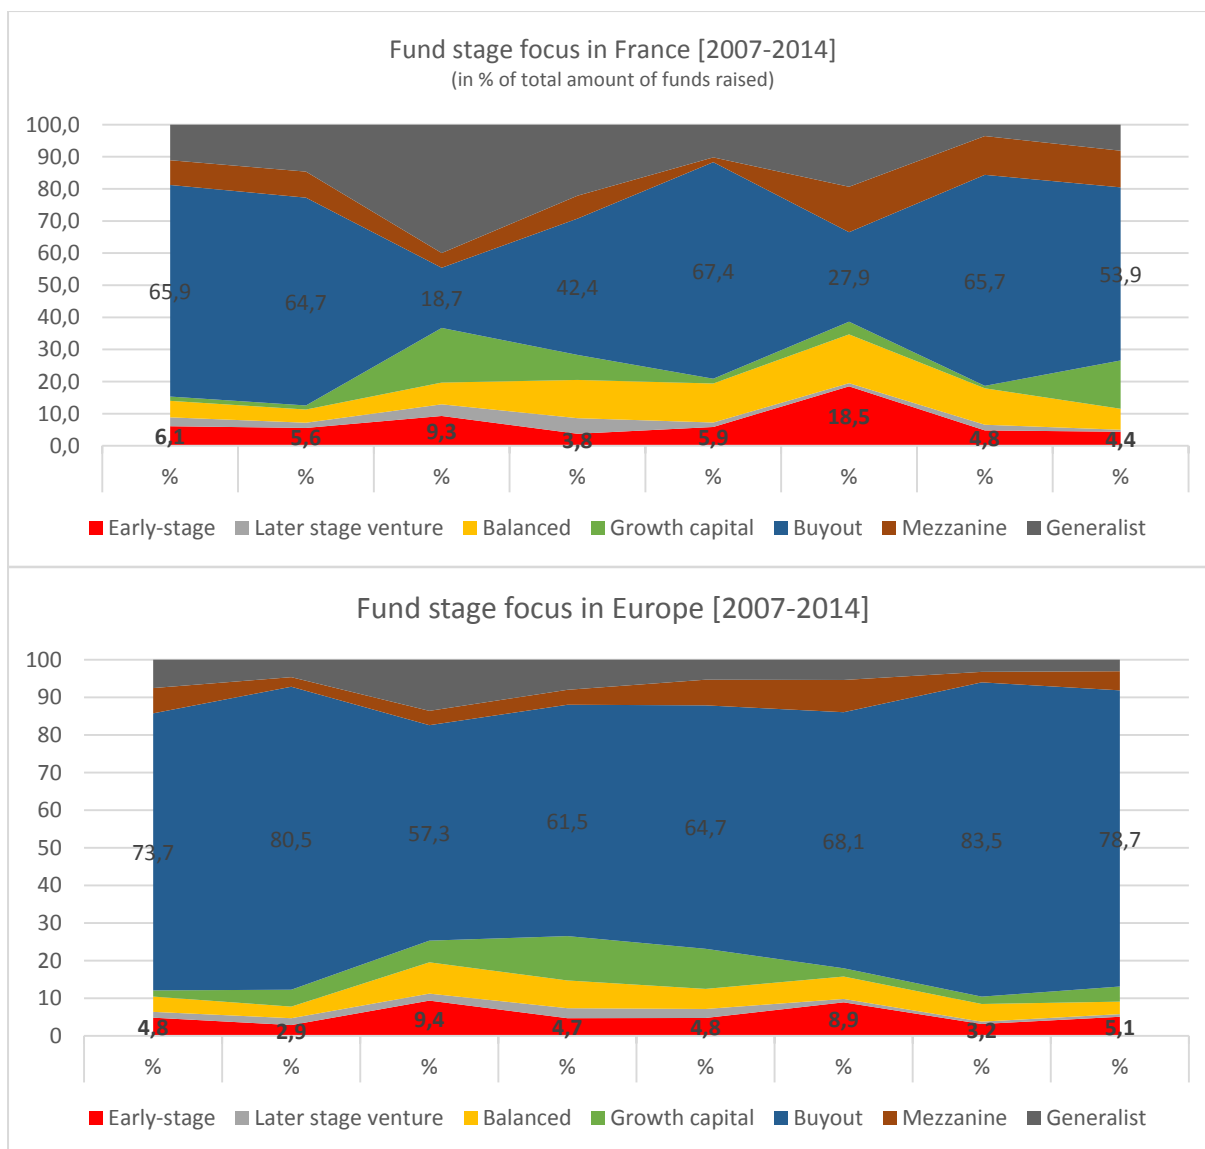 Fund stage focus in France [2007-2014]
(in % of total amount of funds raised)
100,0
90,0
80,0
70,0
60,0
50,0
40,0
30,0
20,0
10,0
0,0
65,9 64,7 18,7 42,4 67,4 27,9 65,7 53,9
6,1 5,6 9,3 3,8 5,9 18,5 4,8 4,4
% % % % % % % %
Early-stage Later stage venture Balanced Growth capital Buyout Mezzanine Generalist
Fund stage focus in Europe [2007-2014]
100
90
80
70
60
50
40
30
20
10
0
73,7 80,5 57,3 61,5 64,7 68,1 83,5 78,7
4,8 2,9 9,4 4,7 4,8 8,9 3,2 5,1
% % % % % % % %
Early-stage Later stage venture Balanced Growth capital Buyout Mezzanine Generalist